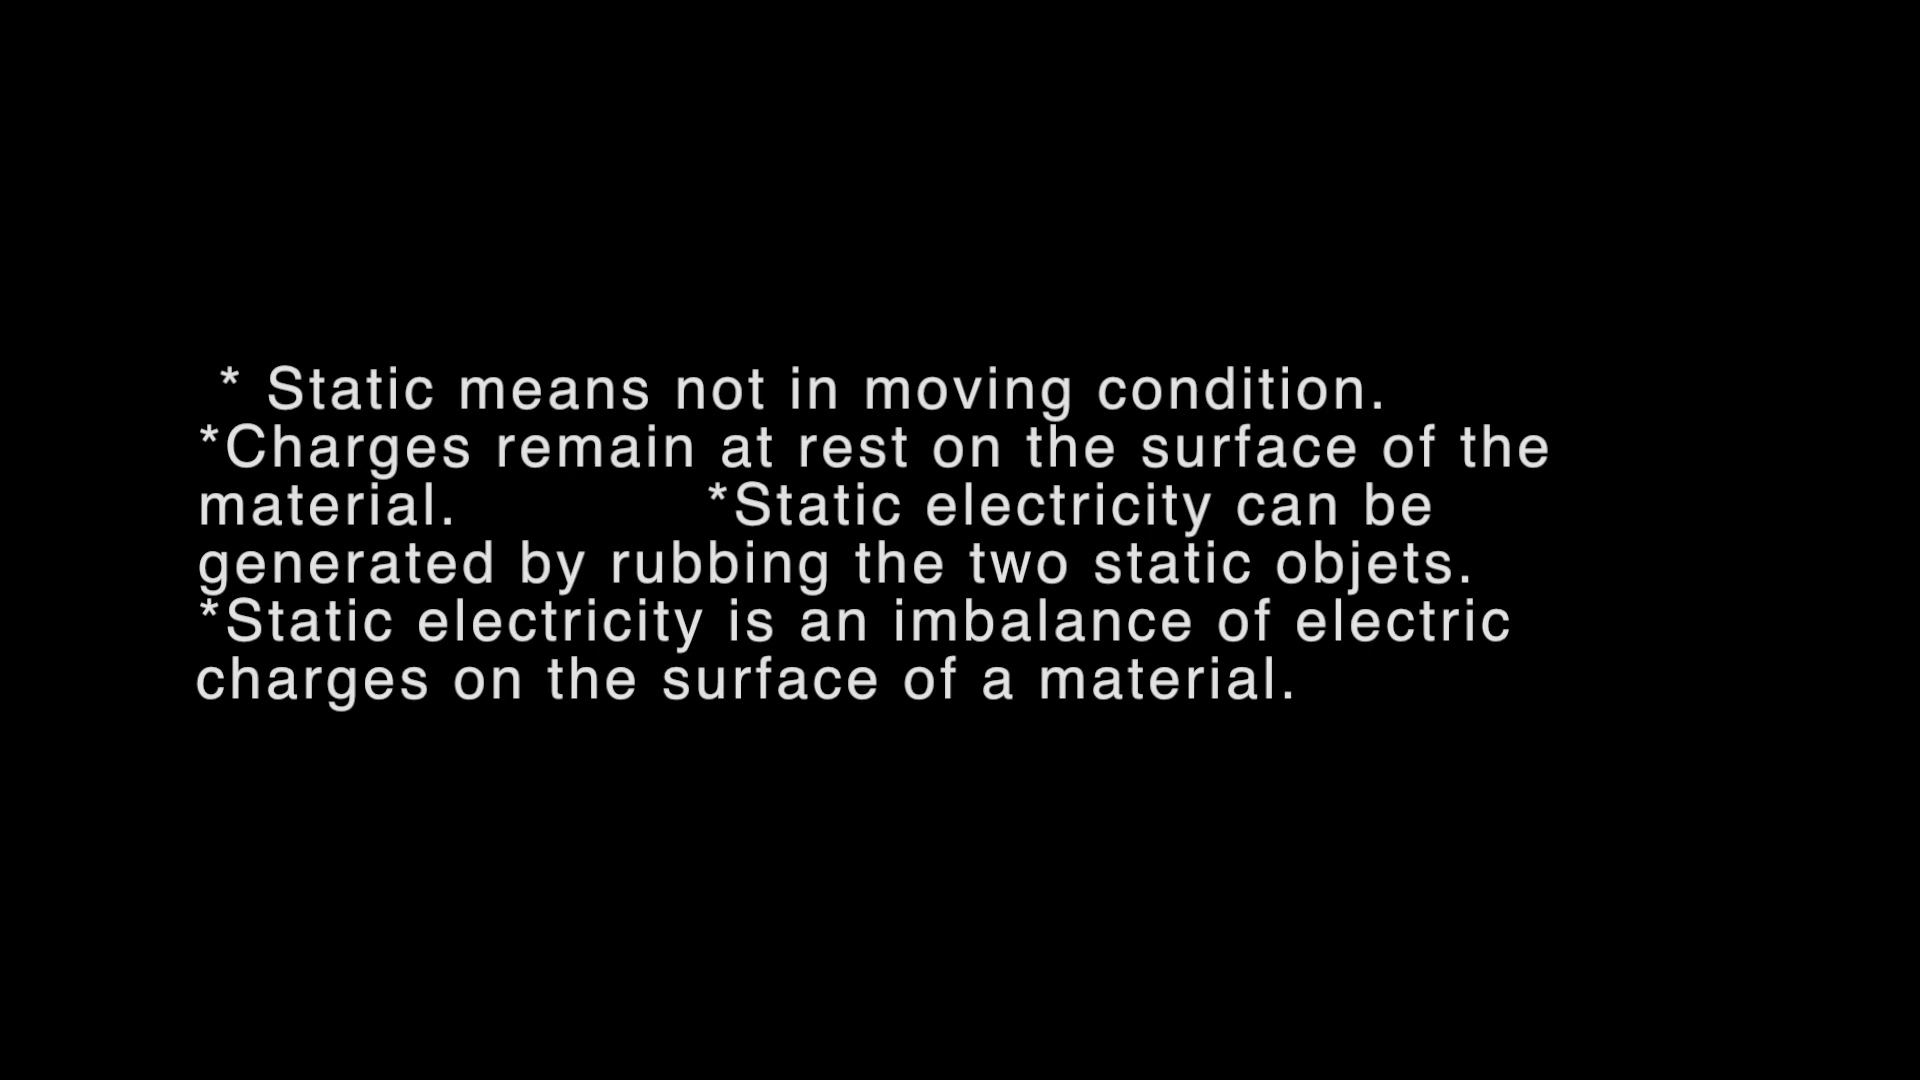 * Static means not in moving condition.
*Charges remain at rest on the surface of the
material. *Static electricity can be
generated by rubbing the two static objets.
*Static electricity is an imbalance of electric
charges on the surface of a material.